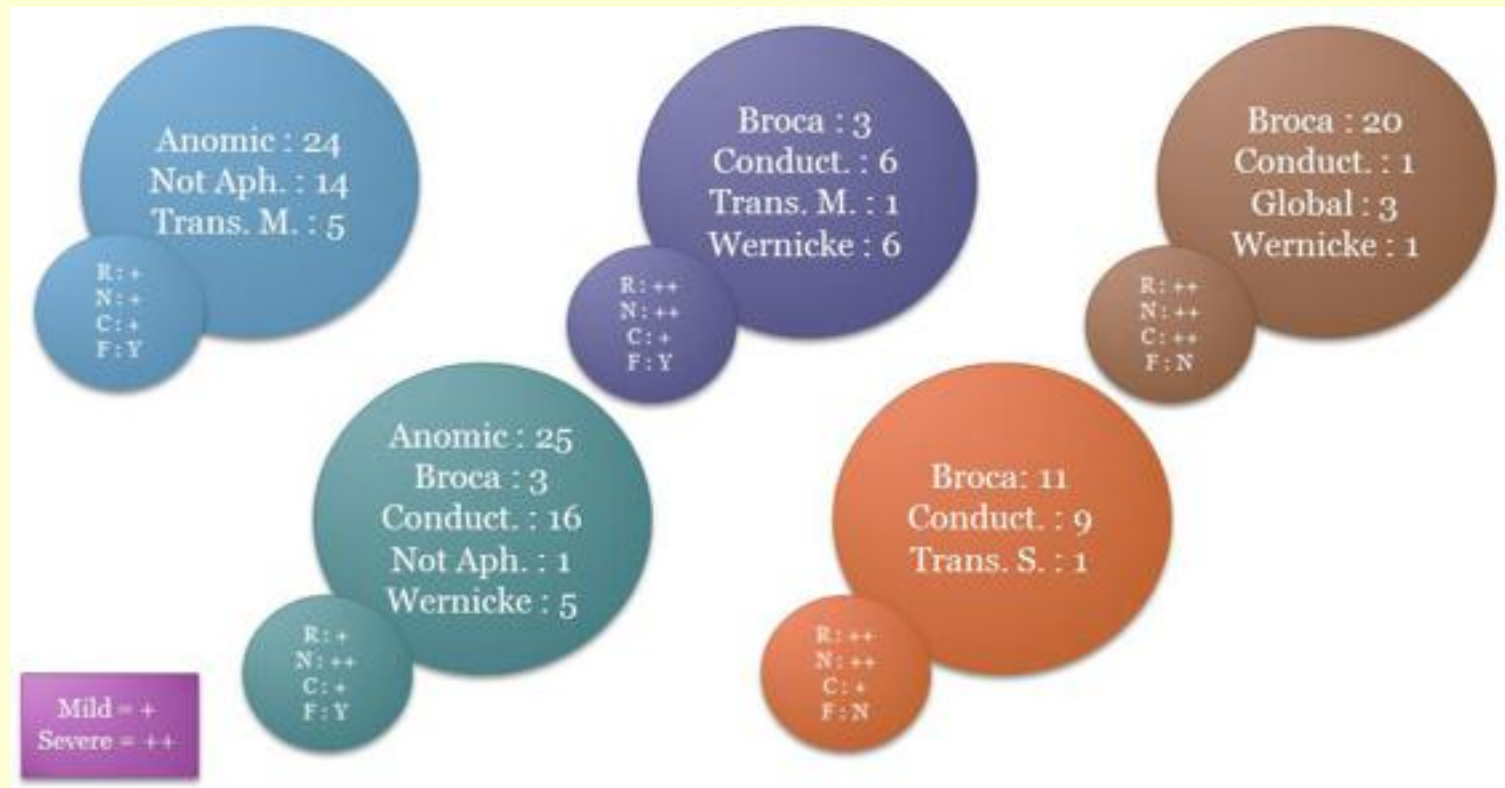 Anomic : 24
Not Aph. : 14
Trans. M. : 5
R : +
N : +
C : +
F : Y
Broca : 3
Conduct. : 6
Trans. M. : 1
Wernicke : 6
R : ++
N : ++
C : +
F : Y
Broca : 20
Conduct. : 1
Global : 3
Wernicke : 1
R : ++
N : ++
C : ++
F : N
Anomic : 25
Broca : 3
Conduct. : 16
Not Aph. : 1
Wernicke : 5
R : +
N : ++
C : +
F : Y
Broca: 11
Conduct. : 9
Trans. S. : 1
R : ++
N : ++
C : +
F : N
Mild = +
Severe = ++